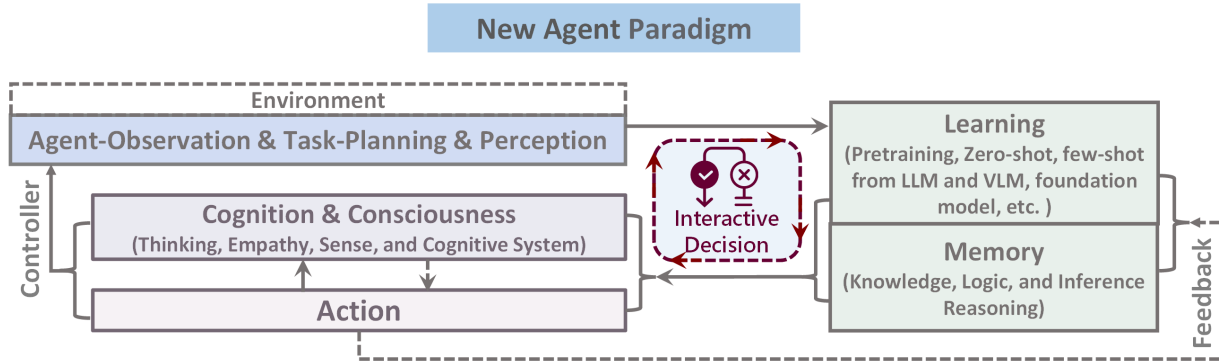 New Agent Paradigm
Environment
Agent-Observation & Task-Planning & Perception
Controller
Cognition & Consciousness
(Thinking, Empathy, Sense, and Cognitive System)
Action
Interactive
Decision
Learning
(Pretraining, Zero-shot, few-shot
from LLM and VLM, foundation
model, etc. )
Memory
(Knowledge, Logic, and Inference
Reasoning)
Feedback